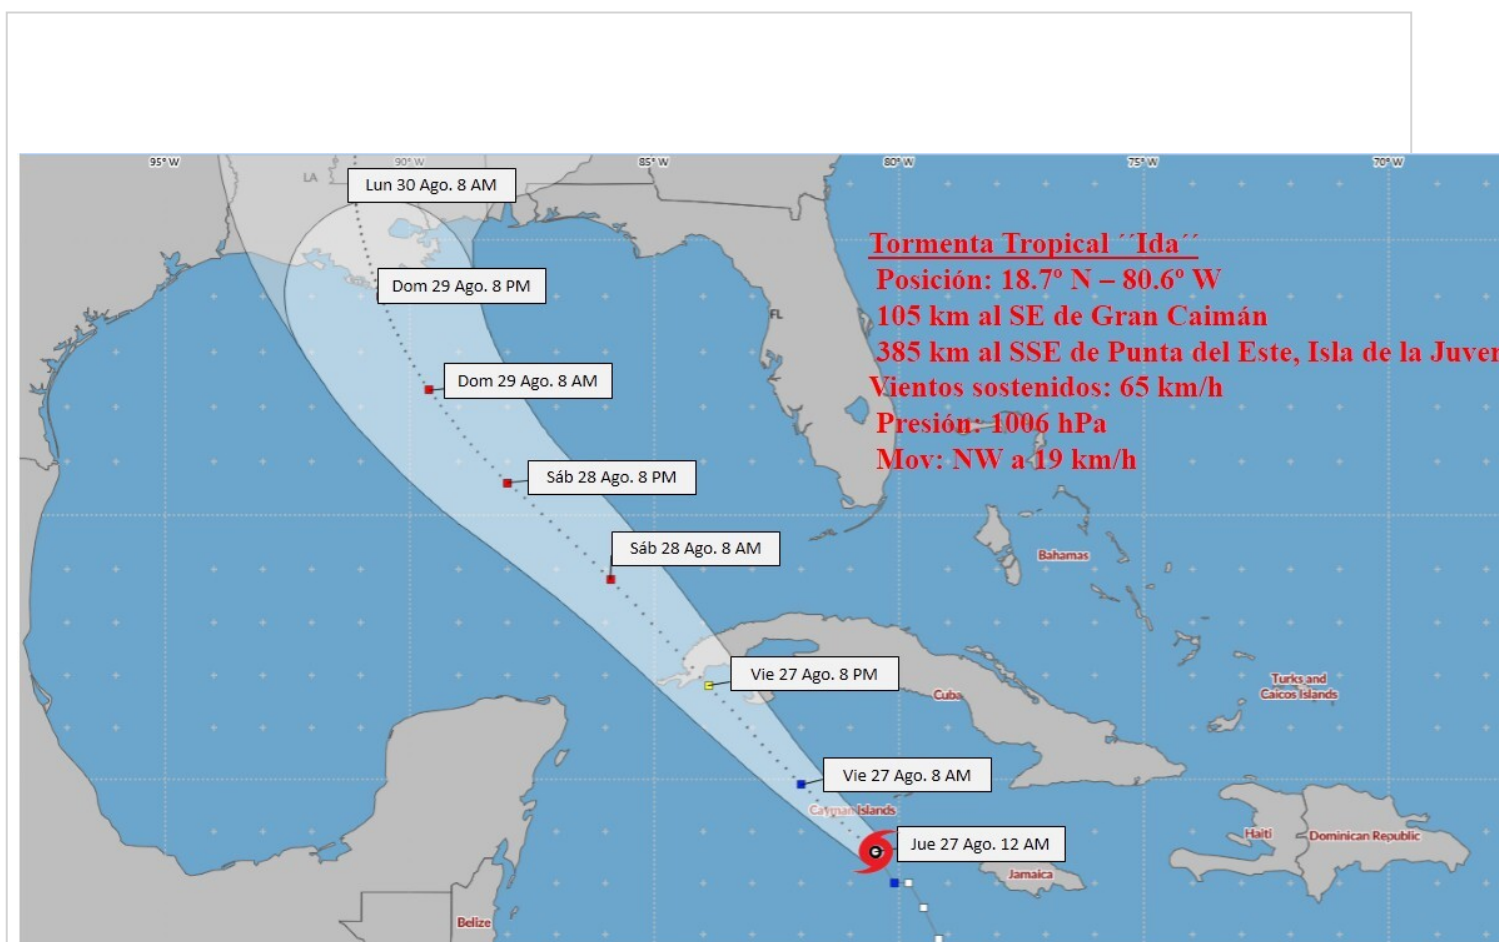 95° W 90° W 85° W 80° W 75° W 70° W
LA
Lun 30 Ago. 8 AM
Tormenta Tropical ´´Ida´´
Posición: 18.7º N – 80.6º W
105 km al SE de Gran Caimán
385 km al SSE de Punta del Este, Isla de la Juven
Vientos sostenidos: 65 km/h
Presión: 1006 hPa
Mov: NW a 19 km/h
Dom 29 Ago. 8 PM
FL
Dom 29 Ago. 8 AM
Sáb 28 Ago. 8 PM
Sáb 28 Ago. 8 AM
Bahamas
Vie 27 Ago. 8 PM
Cuba
Turks and
Caicos Islands
Vie 27 Ago. 8 AM
Cayman Islands
Jue 27 Ago. 12 AM
Haiti
Dominican Republic
Jamaica
Belize